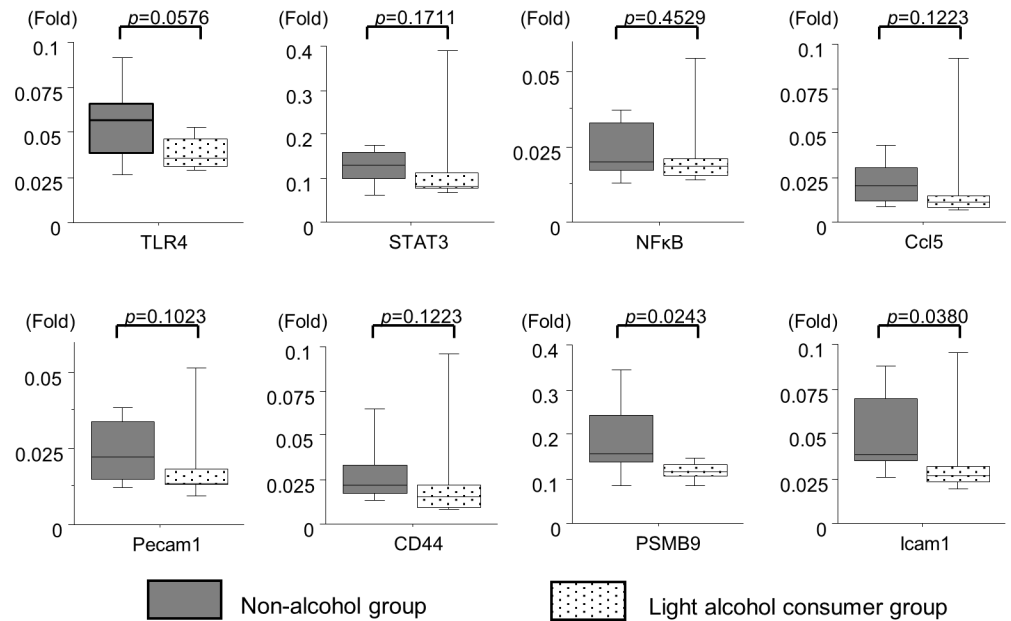 (Fold) p=0.0576
0.1
0.075
0.05
0.025
0
TLR4
(Fold) p=0.1711
0.4
0.3
0.2
0.1
0
STAT3
(Fold) p=0.4529
0.05
0.025
0
NFκB
(Fold) p=0.1223
0.1
0.075
0.05
0.025
0
Ccl5
(Fold) p=0.1023
0.05
0.025
0
Pecam1
(Fold) p=0.1223
0.1
0.075
0.05
0.025
0
CD44
(Fold) p=0.0243
0.4
0.3
0.2
0.1
0
PSMB9
(Fold) p=0.0380
0.1
0.075
0.05
0.025
0
Icam1
Non-alcohol group
Light alcohol consumer group